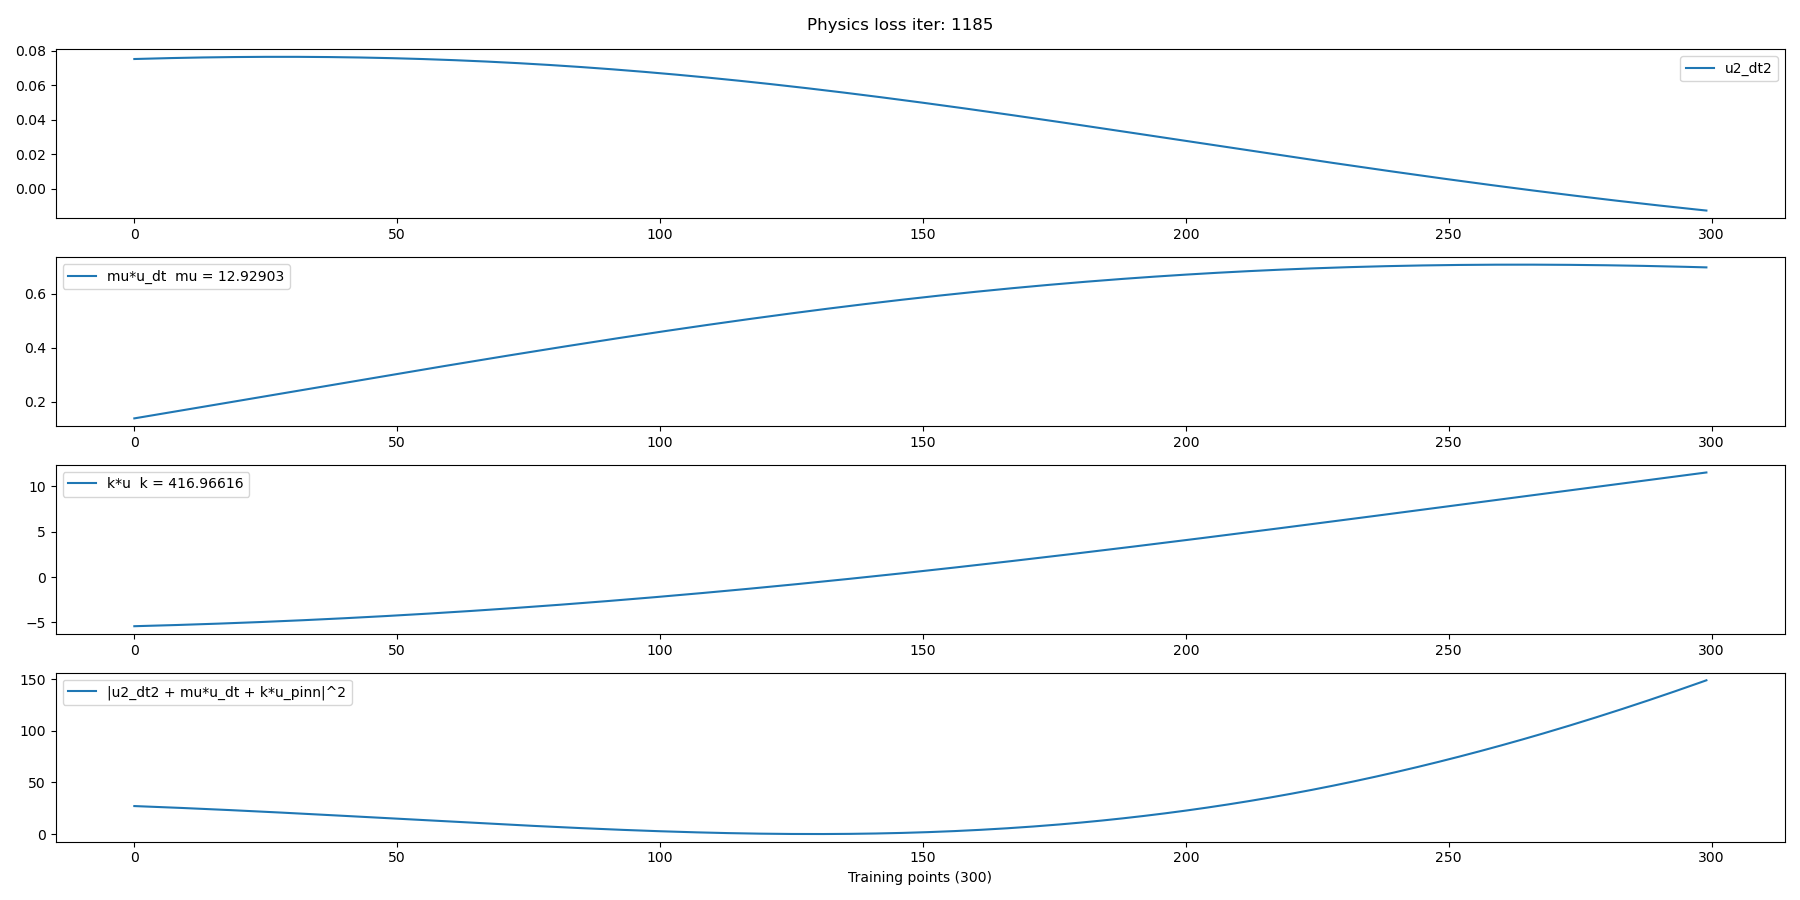 Physics loss iter: 1185
0.08
0.06
0.04
0.02
0.00
u2_dt2
0 50 100 150 200 250 300
0.6
0.4
0.2
mu*u_dt  mu = 12.92903
0 50 100 150 200 250 300
10
5
0
−5
k*u  k = 416.96616
0 50 100 150 200 250 300
150
100
50
0
|u2_dt2 + mu*u_dt + k*u_pinn|^2
0 50 100 150 200 250 300
Training points (300)